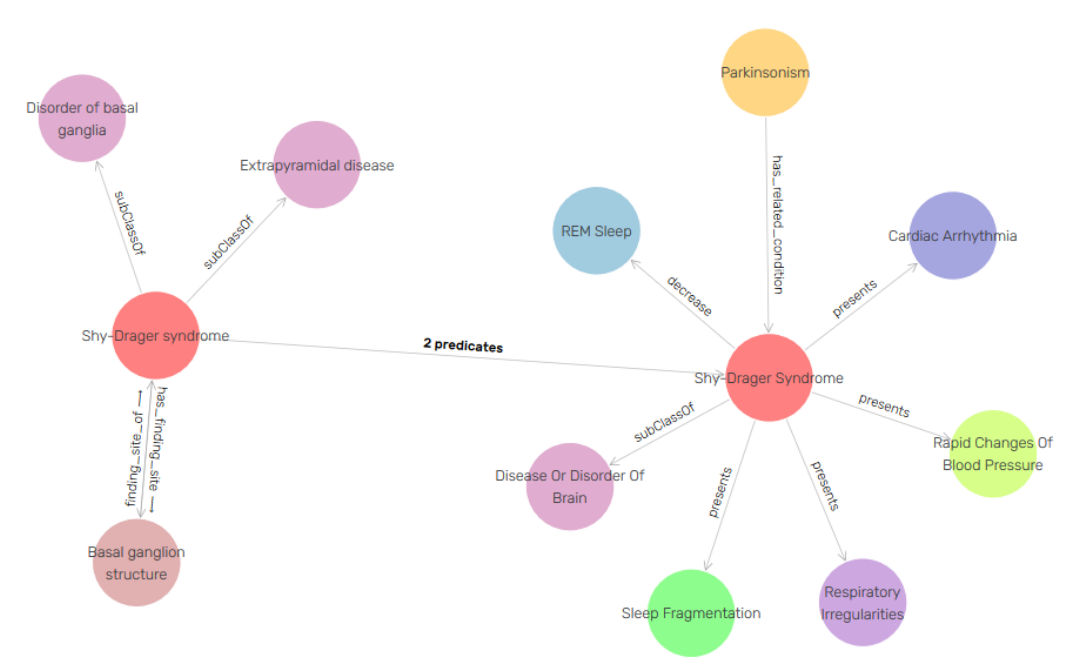 Parkinsonism
Disorder of basal
ganglia
Extrapyramidal disease
subClassOf
subClassOf
has_related_condition
REM Sleep
Cardiac Arrhythmia
decrease
presents
Shy-Drager syndrome
2 predicates
Shy-Drager Syndrome
has_finding_site ⟶
finding_site_of ⟶
subClassOf
presents
Rapid Changes Of
Blood Pressure
Disease Or Disorder Of
Brain
presents
presents
Basal ganglion
structure
Sleep Fragmentation
Respiratory
Irregularities